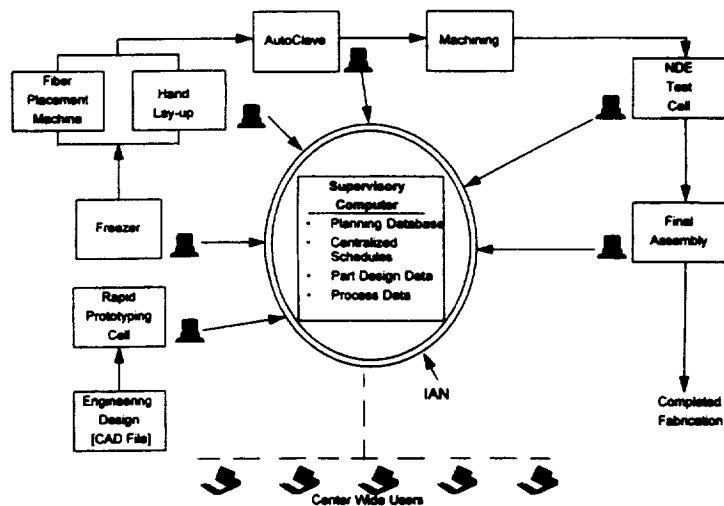 AutoClave
Machining
Fiber
Placement
Machine
Hand
Lay-up
NDE
Test
Cell
Supervisory
Computer
· Planning Database
· Centralized
Schedules
· Part Design Data
· Process Data
Freezer
Final
Assembly
Rapid
Prototyping
Cell
IAN
Engineering
Design
[CAD File]
Completed
Fabrication
Center Wide Users